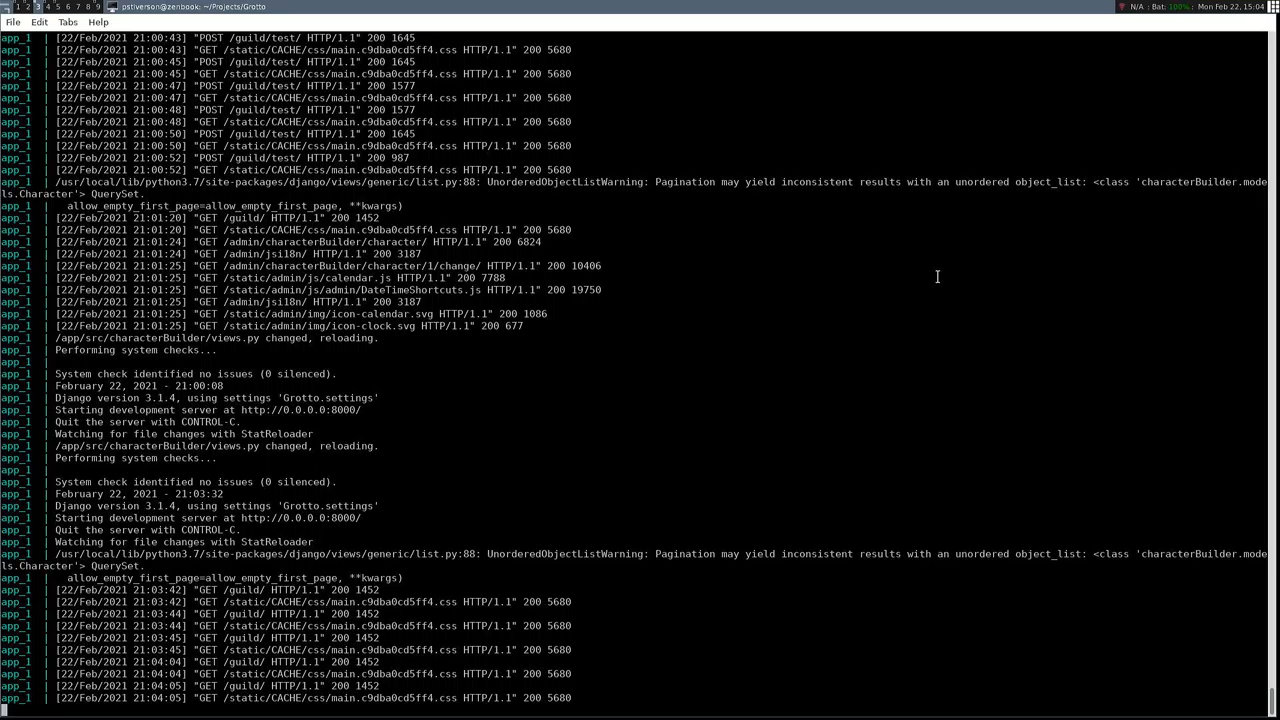 1 2 3 4 5 6 7 8 9 pstiverson@zenbook: ~/Projects/Grotto N/A : Bat: 100% : Mon Feb 22, 15:04
File Edit Tabs Help
app_1 | [22/Feb/2021 21:00:43] "POST /guild/test/ HTTP/1.1" 200 1645
app_1 | [22/Feb/2021 21:00:43] "GET /static/CACHE/css/main.c9dba0cd5ff4.css HTTP/1.1" 200 5680
app_1 | [22/Feb/2021 21:00:45] "POST /guild/test/ HTTP/1.1" 200 1645
app_1 | [22/Feb/2021 21:00:45] "GET /static/CACHE/css/main.c9dba0cd5ff4.css HTTP/1.1" 200 5680
app_1 | [22/Feb/2021 21:00:47] "POST /guild/test/ HTTP/1.1" 200 1577
app_1 | [22/Feb/2021 21:00:47] "GET /static/CACHE/css/main.c9dba0cd5ff4.css HTTP/1.1" 200 5680
app_1 | [22/Feb/2021 21:00:48] "POST /guild/test/ HTTP/1.1" 200 1577
app_1 | [22/Feb/2021 21:00:48] "GET /static/CACHE/css/main.c9dba0cd5ff4.css HTTP/1.1" 200 5680
app_1 | [22/Feb/2021 21:00:50] "POST /guild/test/ HTTP/1.1" 200 1645
app_1 | [22/Feb/2021 21:00:50] "GET /static/CACHE/css/main.c9dba0cd5ff4.css HTTP/1.1" 200 5680
app_1 | [22/Feb/2021 21:00:52] "POST /guild/test/ HTTP/1.1" 200 987
app_1 | [22/Feb/2021 21:00:52] "GET /static/CACHE/css/main.c9dba0cd5ff4.css HTTP/1.1" 200 5680
app_1 | /usr/local/lib/python3.7/site-packages/django/views/generic/list.py:88: UnorderedObjectListWarning: Pagination may yield inconsistent results with an unordered object_list: <class 'characterBuilder.mode
ls.Character'> QuerySet.
app_1 | allow_empty_first_page=allow_empty_first_page, **kwargs)
app_1 | [22/Feb/2021 21:01:20] "GET /guild/ HTTP/1.1" 200 1452
app_1 | [22/Feb/2021 21:01:20] "GET /static/CACHE/css/main.c9dba0cd5ff4.css HTTP/1.1" 200 5680
app_1 | [22/Feb/2021 21:01:24] "GET /admin/characterBuilder/character/ HTTP/1.1" 200 6824
app_1 | [22/Feb/2021 21:01:24] "GET /admin/jsi18n/ HTTP/1.1" 200 3187
app_1 | [22/Feb/2021 21:01:25] "GET /admin/characterBuilder/character/1/change/ HTTP/1.1" 200 10406
app_1 | [22/Feb/2021 21:01:25] "GET /static/admin/js/calendar.js HTTP/1.1" 200 7788
app_1 | [22/Feb/2021 21:01:25] "GET /static/admin/js/admin/DateTimeShortcuts.js HTTP/1.1" 200 19750
app_1 | [22/Feb/2021 21:01:25] "GET /admin/jsi18n/ HTTP/1.1" 200 3187
app_1 | [22/Feb/2021 21:01:25] "GET /static/admin/img/icon-calendar.svg HTTP/1.1" 200 1086
app_1 | [22/Feb/2021 21:01:25] "GET /static/admin/img/icon-clock.svg HTTP/1.1" 200 677
app_1 | /app/src/characterBuilder/views.py changed, reloading.
app_1 | Performing system checks...
app_1 |
app_1 | System check identified no issues (0 silenced).
app_1 | February 22, 2021 - 21:00:08
app_1 | Django version 3.1.4, using settings 'Grotto.settings'
app_1 | Starting development server at http://0.0.0.0:8000/
app_1 | Quit the server with CONTROL-C.
app_1 | Watching for file changes with StatReloader
app_1 | /app/src/characterBuilder/views.py changed, reloading.
app_1 | Performing system checks...
app_1 |
app_1 | System check identified no issues (0 silenced).
app_1 | February 22, 2021 - 21:03:32
app_1 | Django version 3.1.4, using settings 'Grotto.settings'
app_1 | Starting development server at http://0.0.0.0:8000/
app_1 | Quit the server with CONTROL-C.
app_1 | Watching for file changes with StatReloader
app_1 | /usr/local/lib/python3.7/site-packages/django/views/generic/list.py:88: UnorderedObjectListWarning: Pagination may yield inconsistent results with an unordered object_list: <class 'characterBuilder.mode
ls.Character'> QuerySet.
app_1 | allow_empty_first_page=allow_empty_first_page, **kwargs)
app_1 | [22/Feb/2021 21:03:42] "GET /guild/ HTTP/1.1" 200 1452
app_1 | [22/Feb/2021 21:03:42] "GET /static/CACHE/css/main.c9dba0cd5ff4.css HTTP/1.1" 200 5680
app_1 | [22/Feb/2021 21:03:44] "GET /guild/ HTTP/1.1" 200 1452
app_1 | [22/Feb/2021 21:03:44] "GET /static/CACHE/css/main.c9dba0cd5ff4.css HTTP/1.1" 200 5680
app_1 | [22/Feb/2021 21:03:45] "GET /guild/ HTTP/1.1" 200 1452
app_1 | [22/Feb/2021 21:03:45] "GET /static/CACHE/css/main.c9dba0cd5ff4.css HTTP/1.1" 200 5680
app_1 | [22/Feb/2021 21:04:04] "GET /guild/ HTTP/1.1" 200 1452
app_1 | [22/Feb/2021 21:04:04] "GET /static/CACHE/css/main.c9dba0cd5ff4.css HTTP/1.1" 200 5680
app_1 | [22/Feb/2021 21:04:05] "GET /guild/ HTTP/1.1" 200 1452
app_1 | [22/Feb/2021 21:04:05] "GET /static/CACHE/css/main.c9dba0cd5ff4.css HTTP/1.1" 200 5680